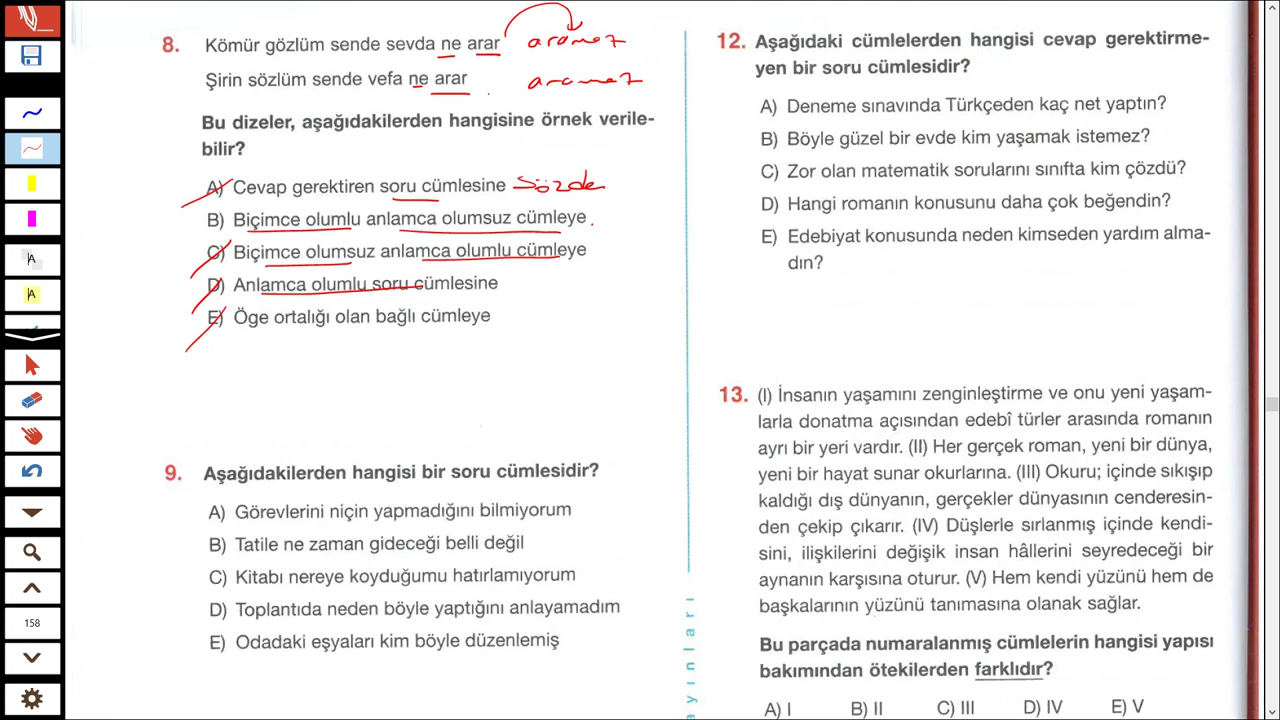 8. Kömür gözlüm sende sevda ne arar aramaz
Şirin sözlüm sende vefa ne arar aramaz
Bu dizeler, aşağıdakilerden hangisine örnek verile-
bilir?
A) Cevap gerektiren soru cümlesine sözde
B) Biçimce olumlu anlamca olumsuz cümleye
C) Biçimce olumsuz anlamca olumlu cümleye
D) Anlamca olumlu soru cümlesine
E) Öge ortalığı olan bağlı cümleye
9. Aşağıdakilerden hangisi bir soru cümlesidir?
A) Görevlerini niçin yapmadığını bilmiyorum
B) Tatile ne zaman gideceği belli değil
C) Kitabı nereye koyduğumu hatırlamıyorum
D) Toplantıda neden böyle yaptığını anlayamadım
E) Odadaki eşyaları kim böyle düzenlemiş
12. Aşağıdaki cümlelerden hangisi cevap gerektirme-
yen bir soru cümlesidir?
A) Deneme sınavında Türkçeden kaç net yaptın?
B) Böyle güzel bir evde kim yaşamak istemez?
C) Zor olan matematik sorularını sınıfta kim çözdü?
D) Hangi romanın konusunu daha çok beğendin?
E) Edebiyat konusunda neden kimseden yardım alma-
dın?
13. (I) İnsanın yaşamını zenginleştirme ve onu yeni yaşam-
larla donatma açısından edebî türler arasında romanın
ayrı bir yeri vardır. (II) Her gerçek roman, yeni bir dünya,
yeni bir hayat sunar okurlarına. (III) Okuru; içinde sıkışıp
kaldığı dış dünyanın, gerçekler dünyasının cenderesin-
den çekip çıkarır. (IV) Düşlerle sırlanmış içinde kendi-
sini, ilişkilerini değişik insan hâllerini seyredeceği bir
aynanın karşısına oturur. (V) Hem kendi yüzünü hem de
başkalarının yüzünü tanımasına olanak sağlar.
Bu parçada numaralanmış cümlelerin hangisi yapısı
bakımından ötekilerden farklıdır?
A) I B) II C) III D) IV E) V
ayınları
A
A
158